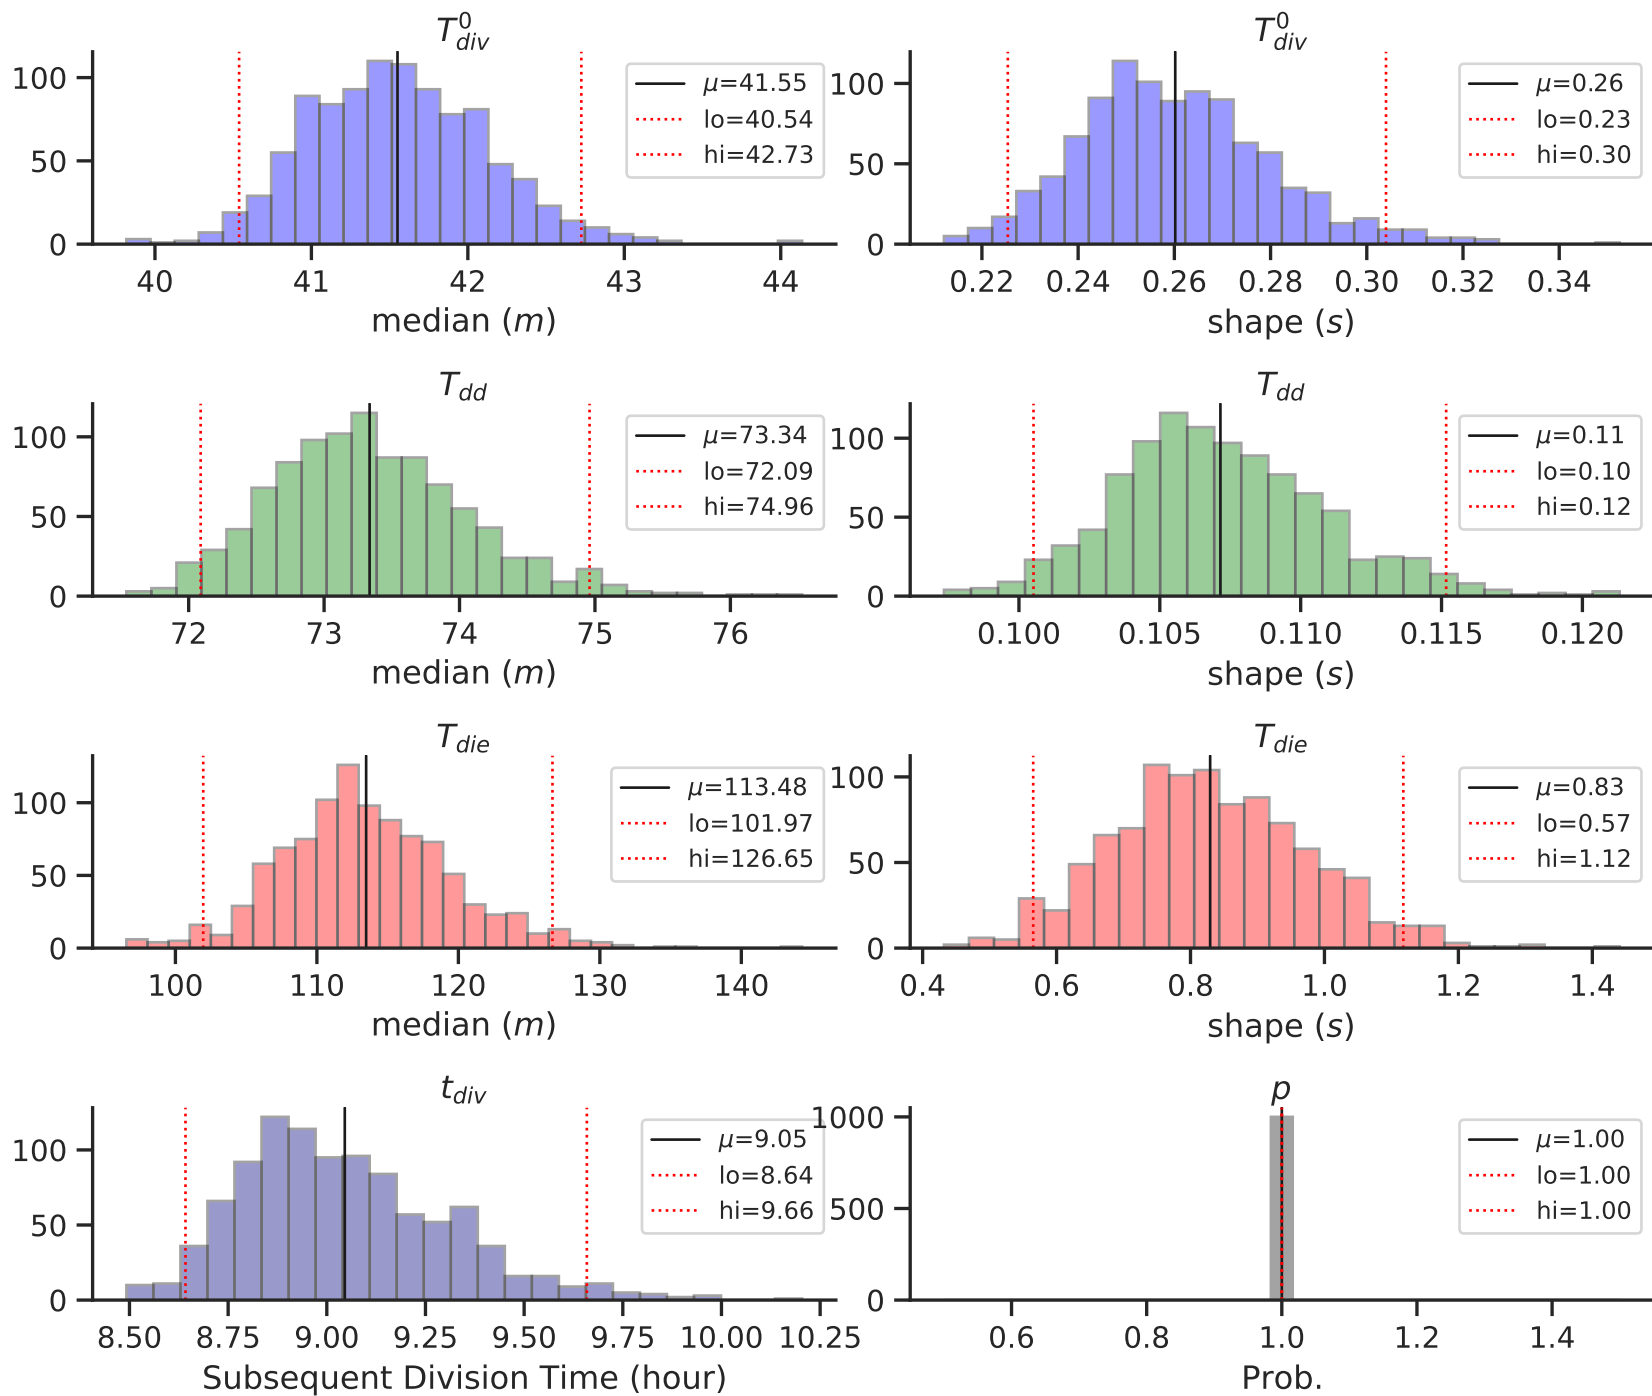 T⁰div
100
50
0
40 41 42 43 44
median (m)
μ=41.55
lo=40.54
hi=42.73
T⁰div
100
50
0
0.22 0.24 0.26 0.28 0.30 0.32 0.34
shape (s)
μ=0.26
lo=0.23
hi=0.30
Tdd
100
50
0
72 73 74 75 76
median (m)
μ=73.34
lo=72.09
hi=74.96
Tdd
100
50
0
0.100 0.105 0.110 0.115 0.120
shape (s)
μ=0.11
lo=0.10
hi=0.12
Tdie
100
50
0
100 110 120 130 140
median (m)
μ=113.48
lo=101.97
hi=126.65
Tdie
100
50
0
0.4 0.6 0.8 1.0 1.2 1.4
shape (s)
μ=0.83
lo=0.57
hi=1.12
tdiv
100
50
0
8.50 8.75 9.00 9.25 9.50 9.75 10.00 10.25
Subsequent Division Time (hour)
μ=9.05
lo=8.64
hi=9.66
p
1000
500
0
0.6 0.8 1.0 1.2 1.4
Prob.
μ=1.00
lo=1.00
hi=1.00